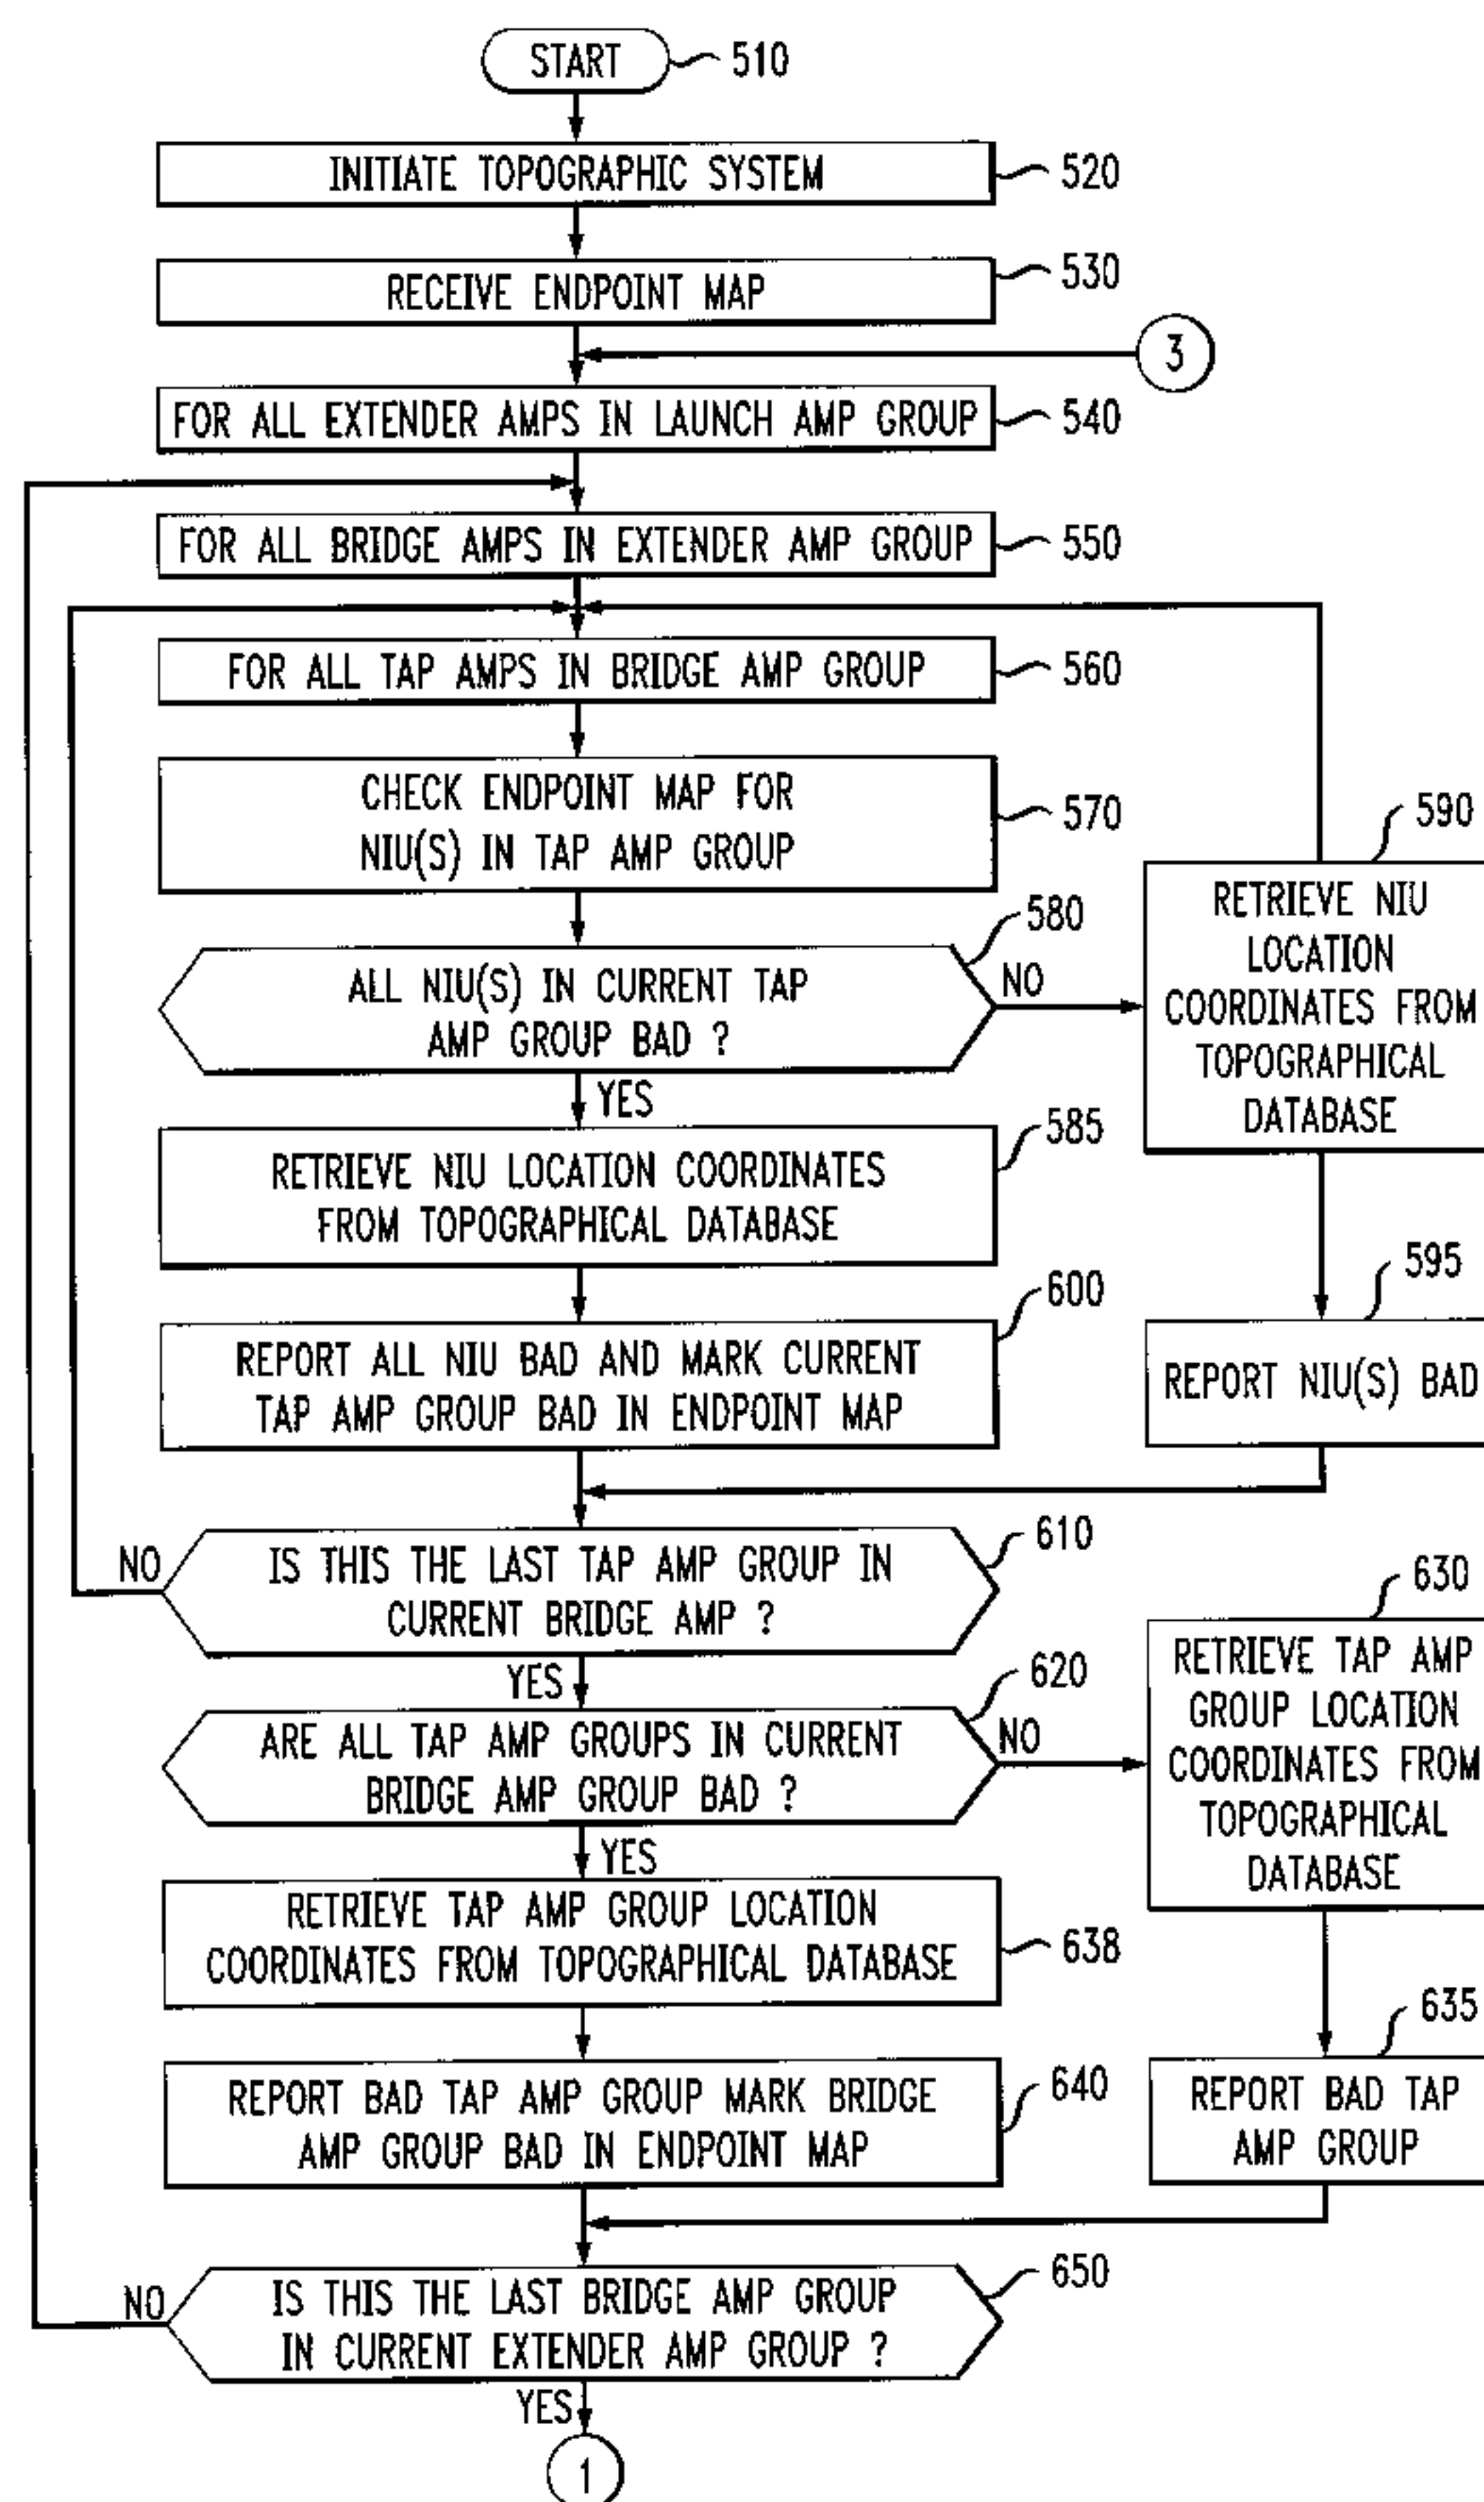 START
510
INITIATE TOPOGRAPHIC SYSTEM
520
RECEIVE ENDPOINT MAP
530
3
FOR ALL EXTENDER AMPS IN LAUNCH AMP GROUP
540
FOR ALL BRIDGE AMPS IN EXTENDER AMP GROUP
550
FOR ALL TAP AMPS IN BRIDGE AMP GROUP
560
CHECK ENDPOINT MAP FOR
NIU(S) IN TAP AMP GROUP
570
580
ALL NIU(S) IN CURRENT TAP
AMP GROUP BAD ?
NO
590
RETRIEVE NIU
LOCATION
COORDINATES FROM
TOPOGRAPHICAL
DATABASE
YES
585
RETRIEVE NIU LOCATION COORDINATES
FROM TOPOGRAPHICAL DATABASE
595
REPORT NIU(S) BAD
600
REPORT ALL NIU BAD AND MARK CURRENT
TAP AMP GROUP BAD IN ENDPOINT MAP
610
NO
IS THIS THE LAST TAP AMP GROUP IN
CURRENT BRIDGE AMP ?
YES
620
ARE ALL TAP AMP GROUPS IN CURRENT
BRIDGE AMP GROUP BAD ?
NO
630
RETRIEVE TAP AMP
GROUP LOCATION
COORDINATES FROM
TOPOGRAPHICAL
DATABASE
YES
RETRIEVE TAP AMP GROUP LOCATION
COORDINATES FROM TOPOGRAPHICAL DATABASE
638
635
REPORT BAD TAP
AMP GROUP
REPORT BAD TAP AMP GROUP MARK BRIDGE
AMP GROUP BAD IN ENDPOINT MAP
640
650
NO
IS THIS THE LAST BRIDGE AMP GROUP
IN CURRENT EXTENDER AMP GROUP ?
YES
1